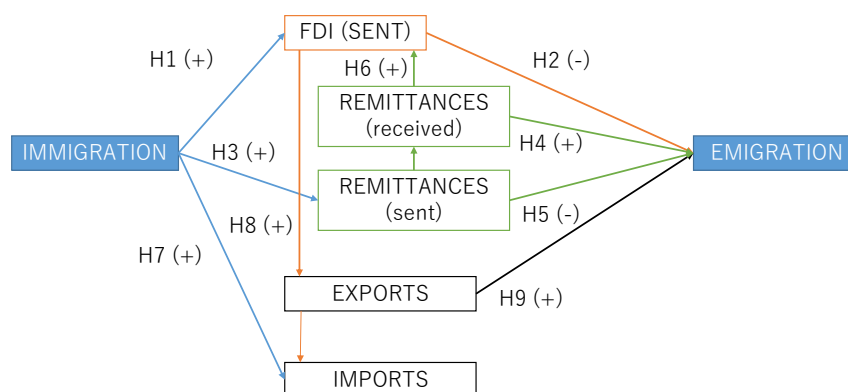 FDI (SENT)
H1 (+)
H6 (+)
H2 (-)
REMITTANCES
(received)
IMMIGRATION
H3 (+)
H4 (+)
EMIGRATION
REMITTANCES
(sent)
H8 (+)
H5 (-)
H7 (+)
EXPORTS
H9 (+)
IMPORTS